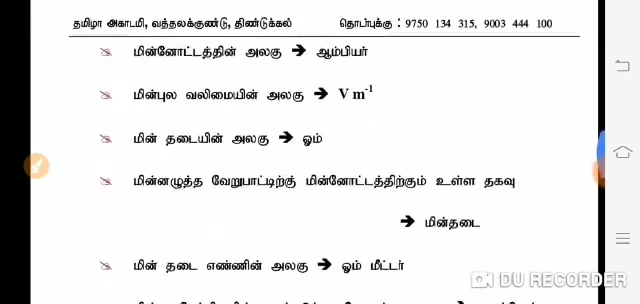 தமிழா அகாடமி, வத்தலக்குண்டு, திண்டுக்கல் தொடர்புக்கு : 9750 134 315, 9003 444 100
மின்னோட்டத்தின் அலகு → ஆம்பியர்
மின்புல வலிமையின் அலகு → V m⁻¹
மின் தடையின் அலகு → ஓம்
மின்னழுத்த வேறுபாட்டிற்கு மின்னோட்டத்திற்கும் உள்ள தகவு
→ மின்தடை
மின் தடை எண்ணின் அலகு → ஓம் மீட்டர்
DU RECORDER